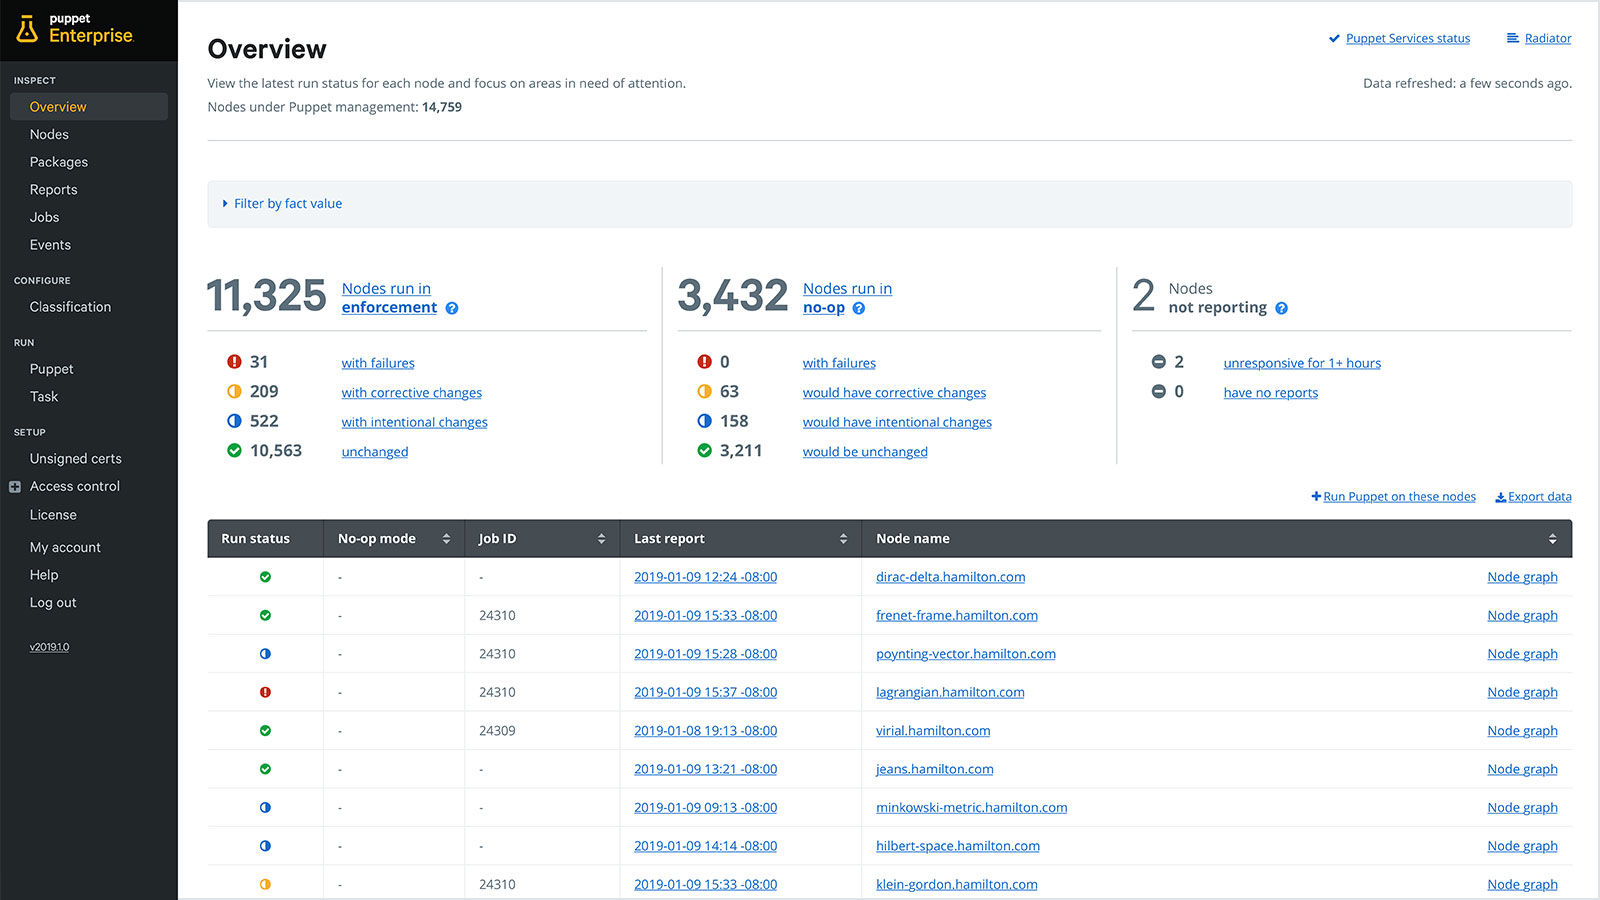 puppet
Enterprise.
INSPECT
Overview
Nodes
Packages
Reports
Jobs
Events
CONFIGURE
Classification
RUN
Puppet
Task
SETUP
Unsigned certs
Access control
License
My account
Help
Log out
v2019.1.0
Overview
Puppet Services status
Radiator
View the latest run status for each node and focus on areas in need of attention.
Data refreshed: a few seconds ago.
Nodes under Puppet management: 14,759
Filter by fact value
11,325 Nodes run in enforcement ?
31 with failures
209 with corrective changes
522 with intentional changes
10,563 unchanged
3,432 Nodes run in no-op ?
0 with failures
63 would have corrective changes
158 would have intentional changes
3,211 would be unchanged
2 Nodes not reporting ?
2 unresponsive for 1+ hours
0 have no reports
Run Puppet on these nodes Export data
Run status No-op mode Job ID Last report Node name
- - 2019-01-09 12:24 -08:00 dirac-delta.hamilton.com Node graph
- 24310 2019-01-09 15:33 -08:00 frenet-frame.hamilton.com Node graph
- 24310 2019-01-09 15:28 -08:00 poynting-vector.hamilton.com Node graph
- 24310 2019-01-09 15:37 -08:00 lagrangian.hamilton.com Node graph
- 24309 2019-01-08 19:13 -08:00 virial.hamilton.com Node graph
- - 2019-01-09 13:21 -08:00 jeans.hamilton.com Node graph
- - 2019-01-09 09:13 -08:00 minkowski-metric.hamilton.com Node graph
- - 2019-01-09 14:14 -08:00 hilbert-space.hamilton.com Node graph
- 24310 2019-01-09 15:33 -08:00 klein-gordon.hamilton.com Node graph